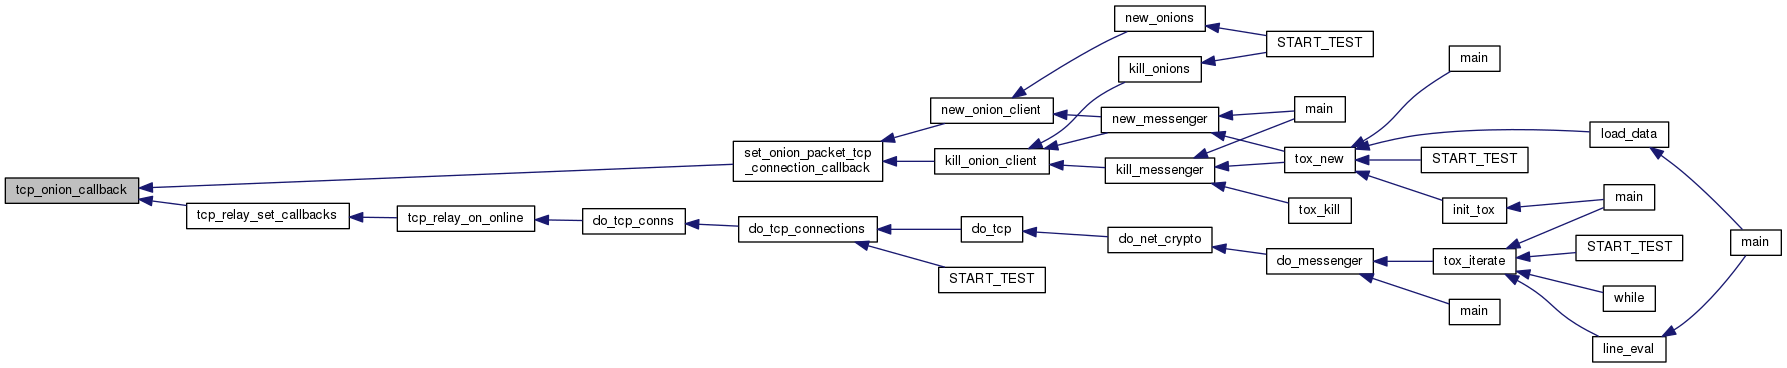 new_onions
START_TEST
main
kill_onions
new_onion_client
main
new_messenger
load_data
set_onion_packet_tcp
_connection_callback
kill_onion_client
tox_new
START_TEST
kill_messenger
tcp_onion_callback
main
tcp_relay_set_callbacks
tcp_relay_on_online
do_tcp_conns
tox_kill
init_tox
do_tcp_connections
do_tcp
do_net_crypto
START_TEST
main
do_messenger
tox_iterate
START_TEST
while
main
line_eval